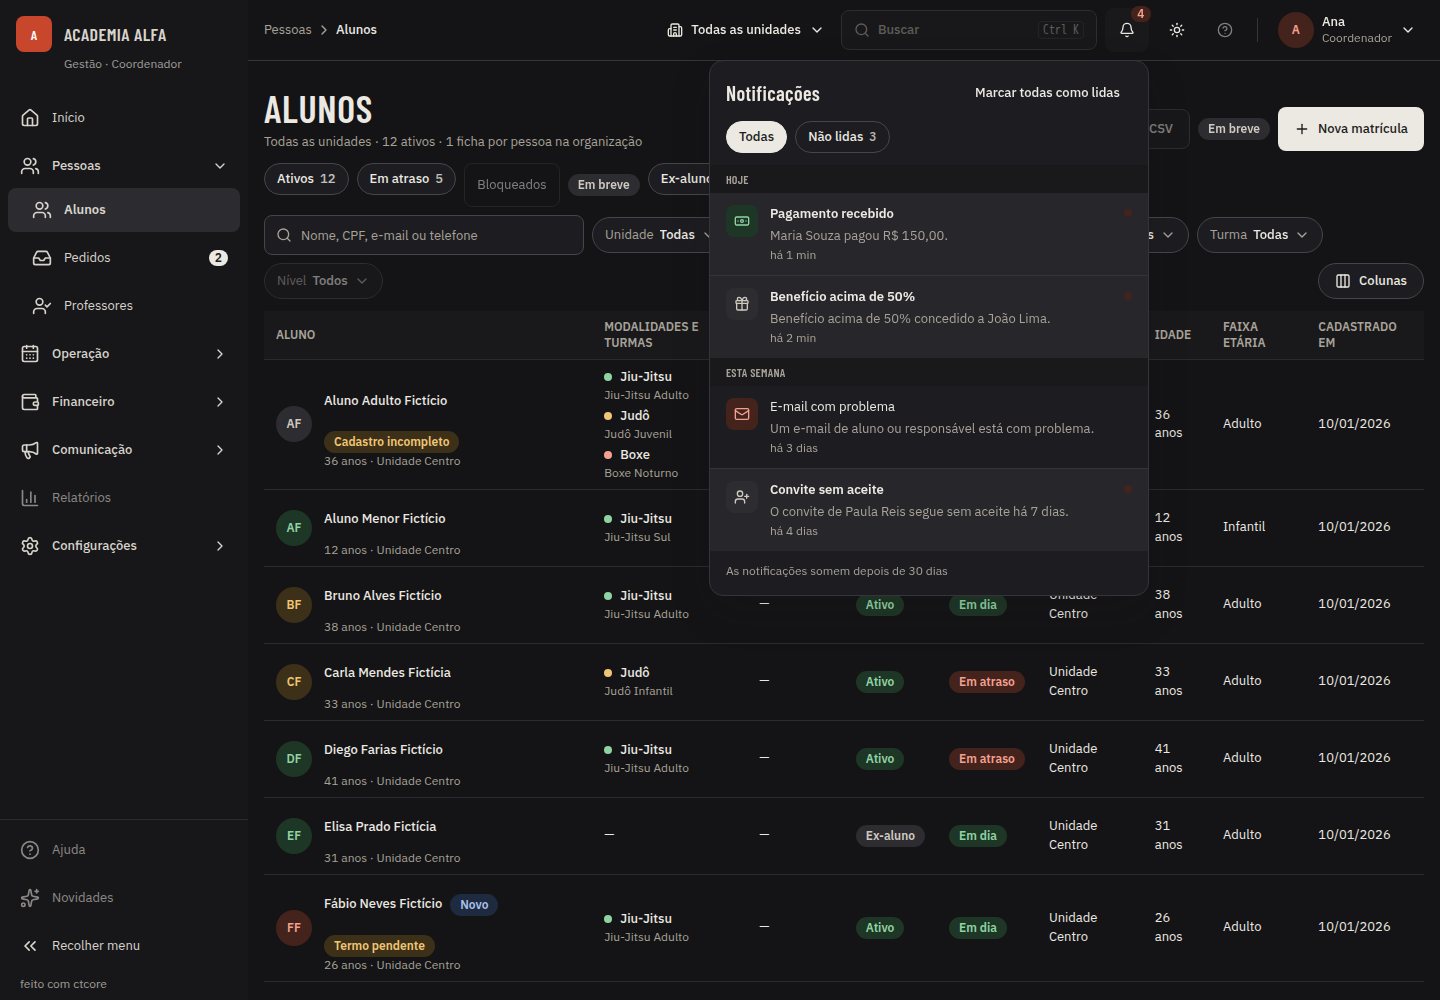 A
ACADEMIA ALFA
Gestão · Coordenador
Início
Pessoas
Alunos
Pedidos
2
Professores
Operação
Financeiro
Comunicação
Relatórios
Configurações
Ajuda
Novidades
Recolher menu
feito com ctcore
Pessoas > Alunos
Todas as unidades
Buscar
Ctrl K
4
A
Ana
Coordenador
ALUNOS
Todas as unidades · 12 ativos · 1 ficha por pessoa na organização
CSV
Em breve
+ Nova matrícula
Ativos 12
Em atraso 5
Bloqueados
Em breve
Nome, CPF, e-mail ou telefone
Unidade Todas
Turma Todas
Nível Todos
Colunas
Notificações
Marcar todas como lidas
Todas
Não lidas 3
HOJE
Pagamento recebido
Maria Souza pagou R$ 150,00.
há 1 min
Benefício acima de 50%
Benefício acima de 50% concedido a João Lima.
há 2 min
ESTA SEMANA
E-mail com problema
Um e-mail de aluno ou responsável está com problema.
há 3 dias
Convite sem aceite
O convite de Paula Reis segue sem aceite há 7 dias.
há 4 dias
As notificações somem depois de 30 dias
ALUNO
MODALIDADES E
TURMAS
IDADE
FAIXA
ETÁRIA
CADASTRADO
EM
AF
Aluno Adulto Fictício
Cadastro incompleto
36 anos · Unidade Centro
Jiu-Jitsu
Jiu-Jitsu Adulto
Judô
Judô Juvenil
Boxe
Boxe Noturno
36
anos
Adulto
10/01/2026
AF
Aluno Menor Fictício
12 anos · Unidade Centro
Jiu-Jitsu
Jiu-Jitsu Sul
12
anos
Infantil
10/01/2026
BF
Bruno Alves Fictício
38 anos · Unidade Centro
Jiu-Jitsu
Jiu-Jitsu Adulto
—
Ativo
Em dia
Unidade
Centro
38
anos
Adulto
10/01/2026
CF
Carla Mendes Fictícia
33 anos · Unidade Centro
Judô
Judô Infantil
—
Ativo
Em atraso
Unidade
Centro
33
anos
Adulto
10/01/2026
DF
Diego Farias Fictício
41 anos · Unidade Centro
Jiu-Jitsu
Jiu-Jitsu Adulto
—
Ativo
Em atraso
Unidade
Centro
41
anos
Adulto
10/01/2026
EF
Elisa Prado Fictícia
31 anos · Unidade Centro
—
—
Ex-aluno
Em dia
Unidade
Centro
31
anos
Adulto
10/01/2026
FF
Fábio Neves Fictício
Novo
Termo pendente
26 anos · Unidade Centro
Jiu-Jitsu
Jiu-Jitsu Adulto
—
Ativo
Em dia
Unidade
Centro
26
anos
Adulto
10/01/2026